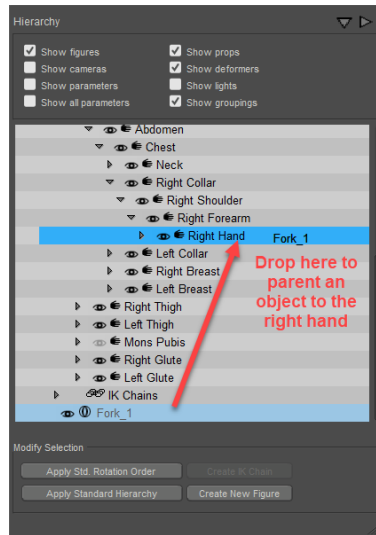 Hierarchy
Show figures
Show props
Show cameras
Show deformers
Show parameters
Show lights
Show all parameters
Show groupings
Abdomen
Chest
Neck
Right Collar
Right Shoulder
Right Forearm
Right Hand
Fork_1
Left Collar
Drop here to
parent an
object to the
right hand
Right Breast
Left Breast
Right Thigh
Left Thigh
Mons Pubis
Right Glute
Left Glute
IK Chains
Fork_1
Modify Selection
Apply Std. Rotation Order
Create IK Chain
Apply Standard Hierarchy
Create New Figure